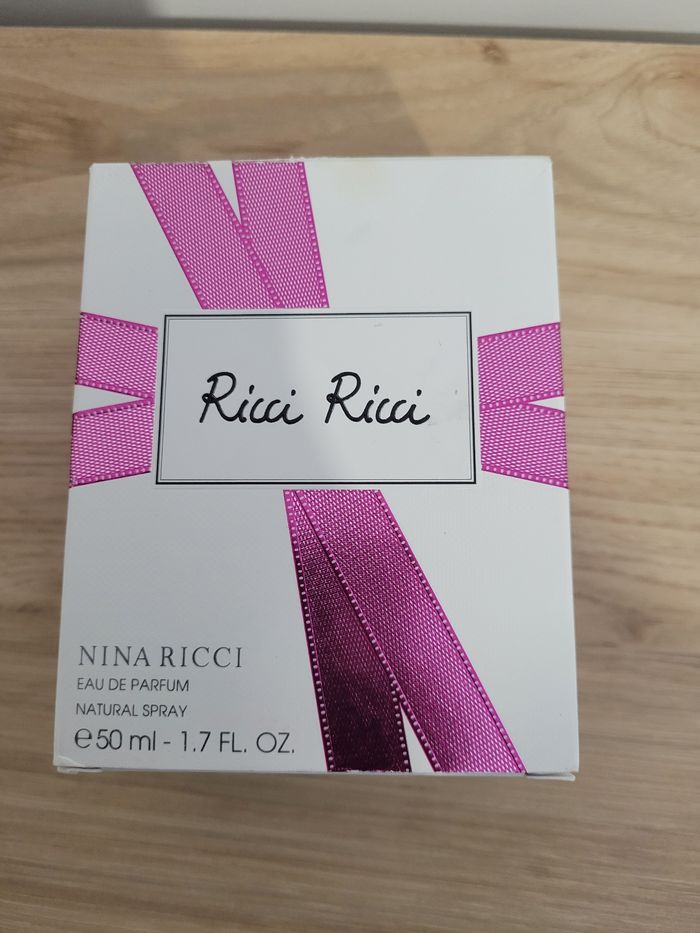 Ricci Ricci
NINA RICCI
EAU DE PARFUM
NATURAL SPRAY
℮50 ml - 1.7 FL. OZ.